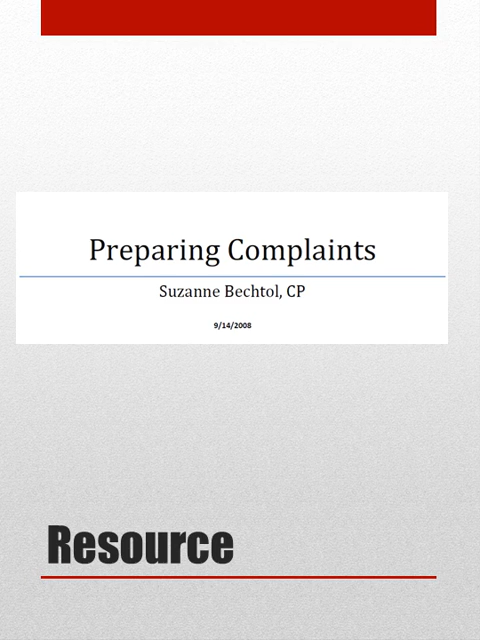 Preparing Complaints
Suzanne Bechtol, CP
9/14/2008
Resource